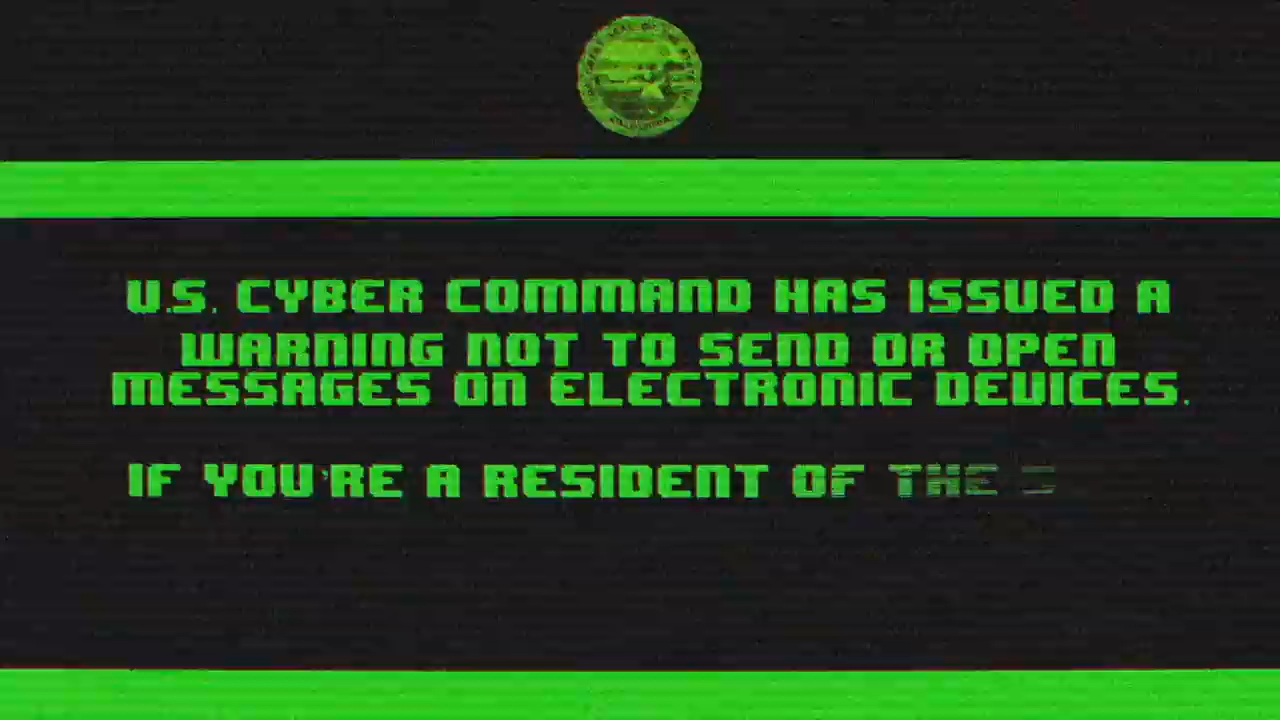 U.S. CYBER COMMAND HAS ISSUED A
WARNING NOT TO SEND OR OPEN
MESSAGES ON ELECTRONIC DEVICES.
IF YOU'RE A RESIDENT OF THE